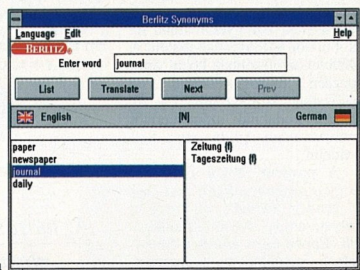 Berlitz Synonyms
Language Edit Help
BERLITZ®
Enter word journal
List Translate Next Prev
English [N] German
paper Zeitung (f)
newspaper Tageszeitung (f)
journal
daily